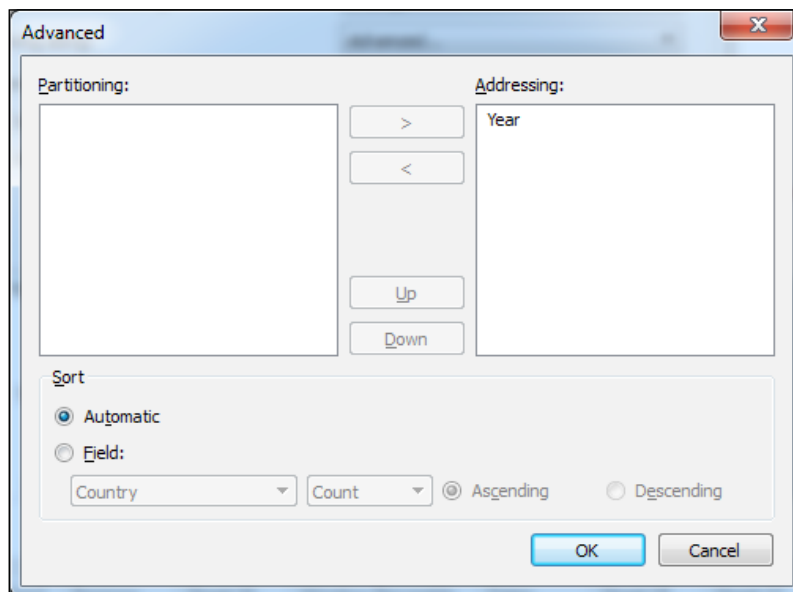 Advanced
Partitioning:
Addressing:
>
Year
<
Up
Down
Sort
Automatic
Field:
Country Count Ascending Descending
OK Cancel